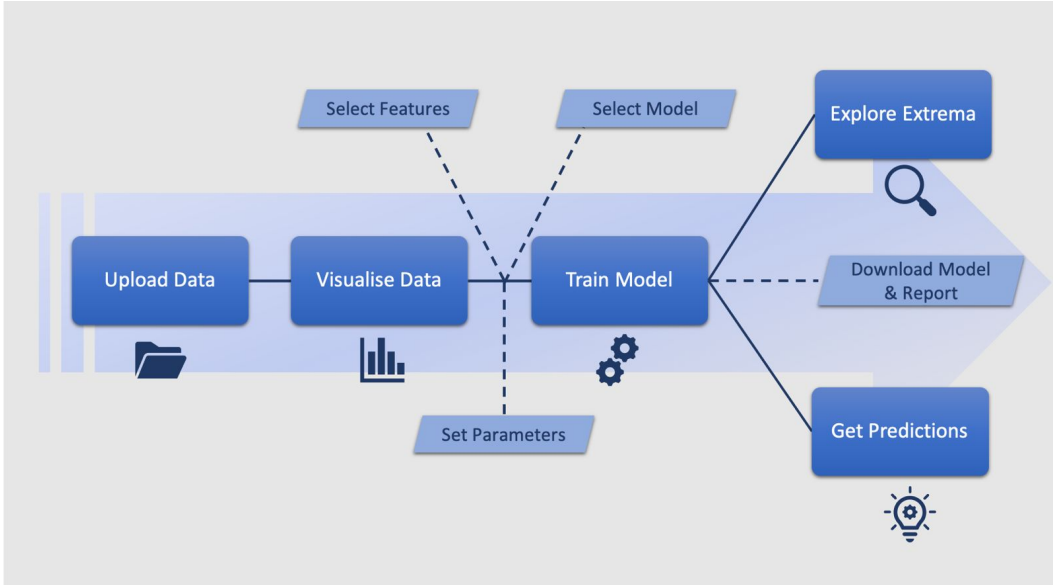 Select Features
Select Model
Explore Extrema
Upload Data
Visualise Data
Train Model
Download Model
& Report
Set Parameters
Get Predictions